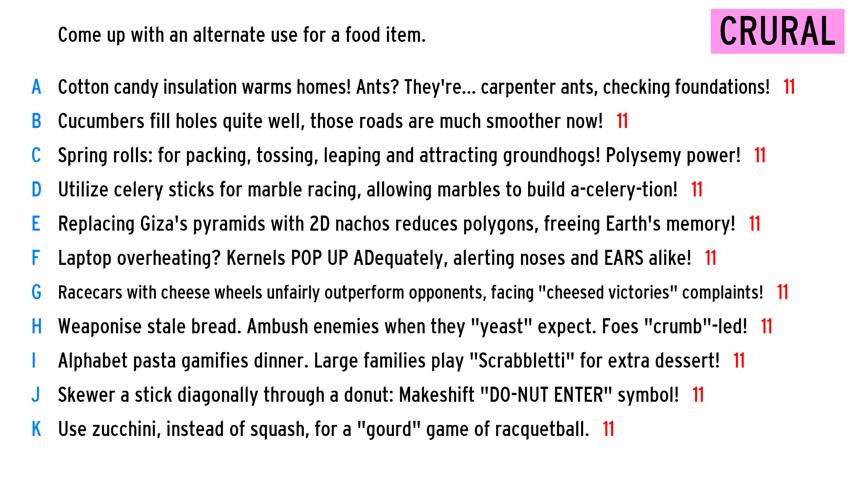 Come up with an alternate use for a food item.
CRURAL
A Cotton candy insulation warms homes! Ants? They're... carpenter ants, checking foundations! 11
B Cucumbers fill holes quite well, those roads are much smoother now! 11
C Spring rolls: for packing, tossing, leaping and attracting groundhogs! Polysemy power! 11
D Utilize celery sticks for marble racing, allowing marbles to build a-celery-tion! 11
E Replacing Giza's pyramids with 2D nachos reduces polygons, freeing Earth's memory! 11
F Laptop overheating? Kernels POP UP ADequately, alerting noses and EARS alike! 11
G Racecars with cheese wheels unfairly outperform opponents, facing "cheesed victories" complaints! 11
H Weaponise stale bread. Ambush enemies when they "yeast" expect. Foes "crumb"-led! 11
I Alphabet pasta gamifies dinner. Large families play "Scrabbletti" for extra dessert! 11
J Skewer a stick diagonally through a donut: Makeshift "DO-NUT ENTER" symbol! 11
K Use zucchini, instead of squash, for a "gourd" game of racquetball. 11